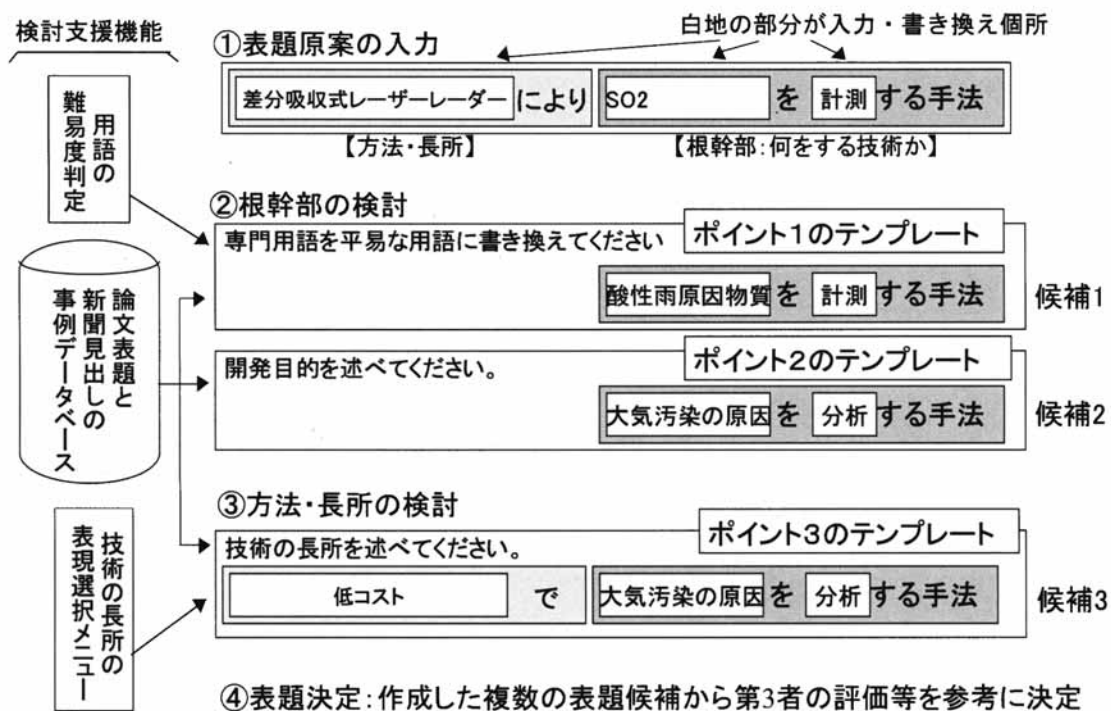 検討支援機能
白地の部分が入力・書き換え個所
①表題原案の入力
差分吸収式レーザーレーダー により SO2 を 計測 する手法
【方法・長所】 【根幹部:何をする技術か】
用語の
難易度判定
②根幹部の検討
専門用語を平易な用語に書き換えてください
ポイント1のテンプレート
酸性雨原因物質 を 計測 する手法
候補1
論文表題と
新聞見出しの
事例データベース
開発目的を述べてください。
ポイント2のテンプレート
大気汚染の原因 を 分析 する手法
候補2
③方法・長所の検討
技術の長所を述べてください。
ポイント3のテンプレート
低コスト で 大気汚染の原因 を 分析 する手法
候補3
技術の長所の
表現選択メニュー
④表題決定:作成した複数の表題候補から第3者の評価等を参考に決定